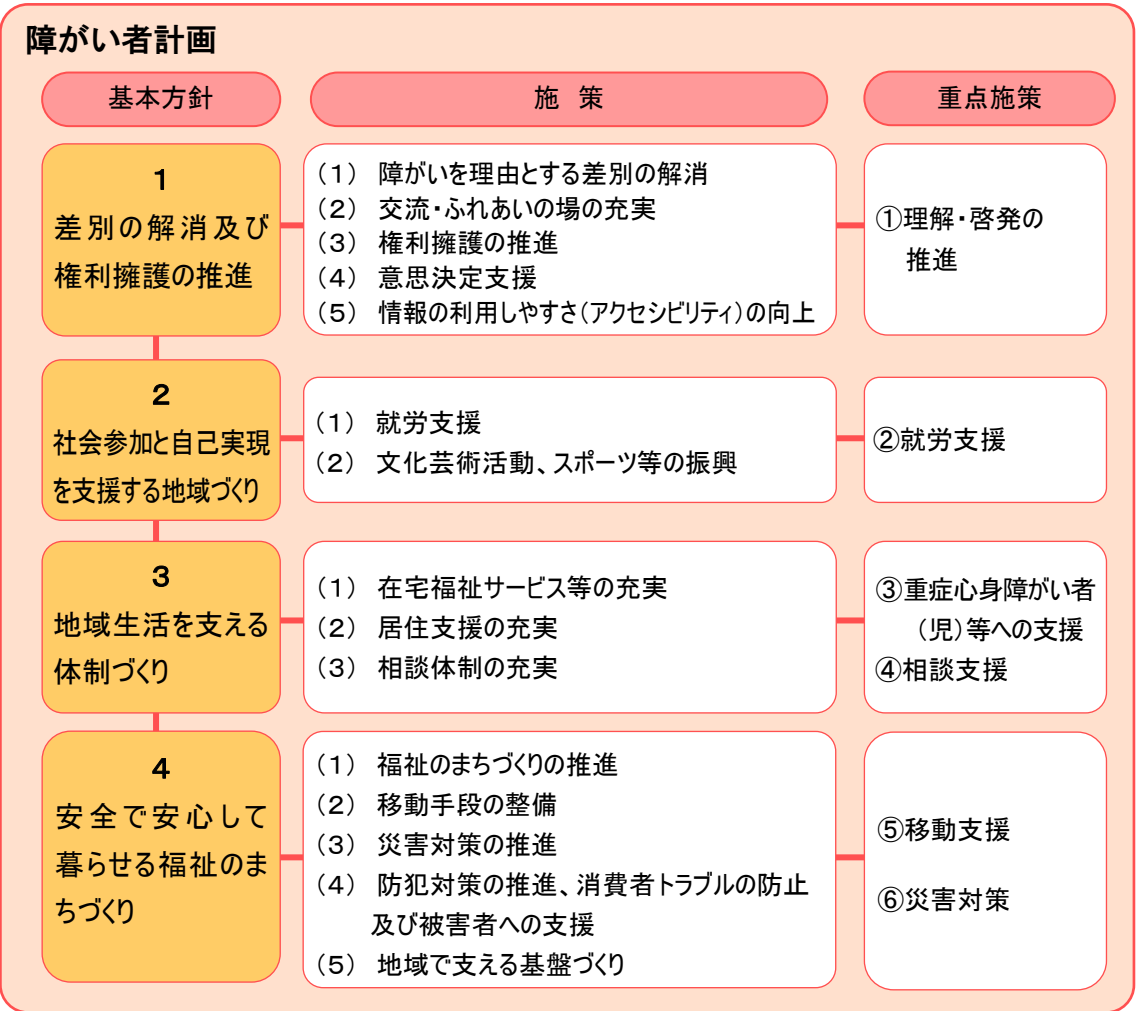 障がい者計画
基本方針
施 策
重点施策
1
差別の解消及び
権利擁護の推進
(1) 障がいを理由とする差別の解消
(2) 交流・ふれあいの場の充実
(3) 権利擁護の推進
(4) 意思決定支援
(5) 情報の利用しやすさ(アクセシビリティ)の向上
①理解・啓発の
推進
2
社会参加と自己実現
を支援する地域づくり
(1) 就労支援
(2) 文化芸術活動、スポーツ等の振興
②就労支援
3
地域生活を支える
体制づくり
(1) 在宅福祉サービス等の充実
(2) 居住支援の充実
(3) 相談体制の充実
③重症心身障がい者
(児)等への支援
④相談支援
4
安全で安心して
暮らせる福祉のま
ちづくり
(1) 福祉のまちづくりの推進
(2) 移動手段の整備
(3) 災害対策の推進
(4) 防犯対策の推進、消費者トラブルの防止
及び被害者への支援
(5) 地域で支える基盤づくり
⑤移動支援
⑥災害対策